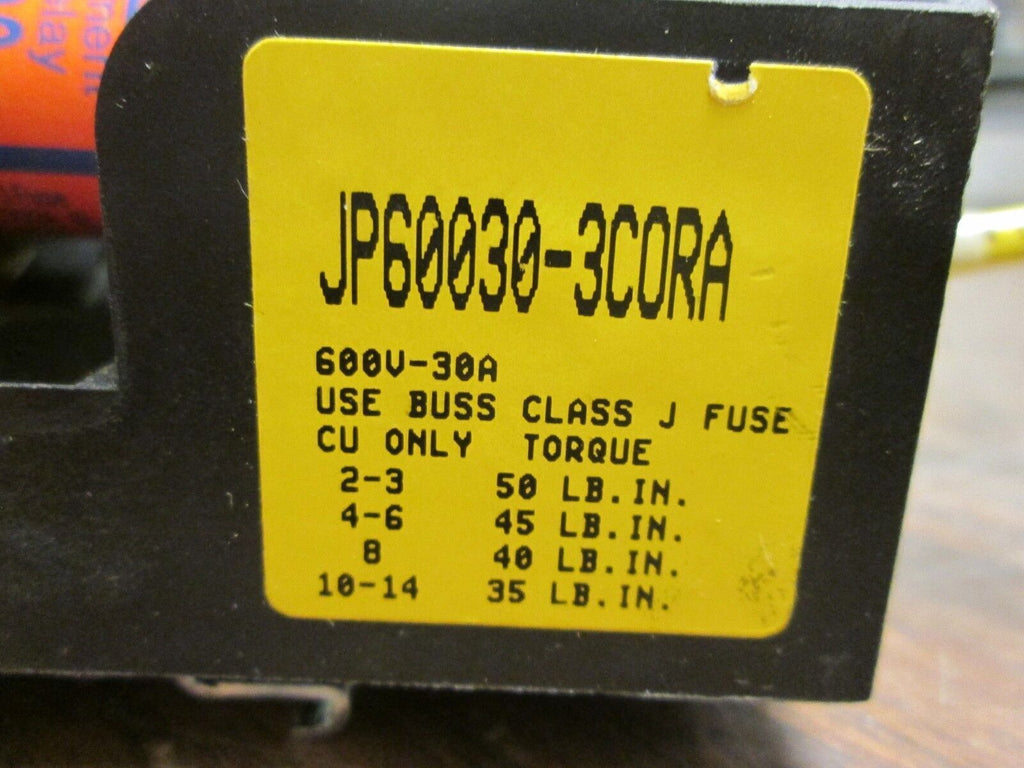 JP60030-3CORA
600V-30A
USE BUSS CLASS J FUSE
CU ONLY TORQUE
2-3 50 LB.IN.
4-6 45 LB.IN.
8 40 LB.IN.
10-14 35 LB.IN.